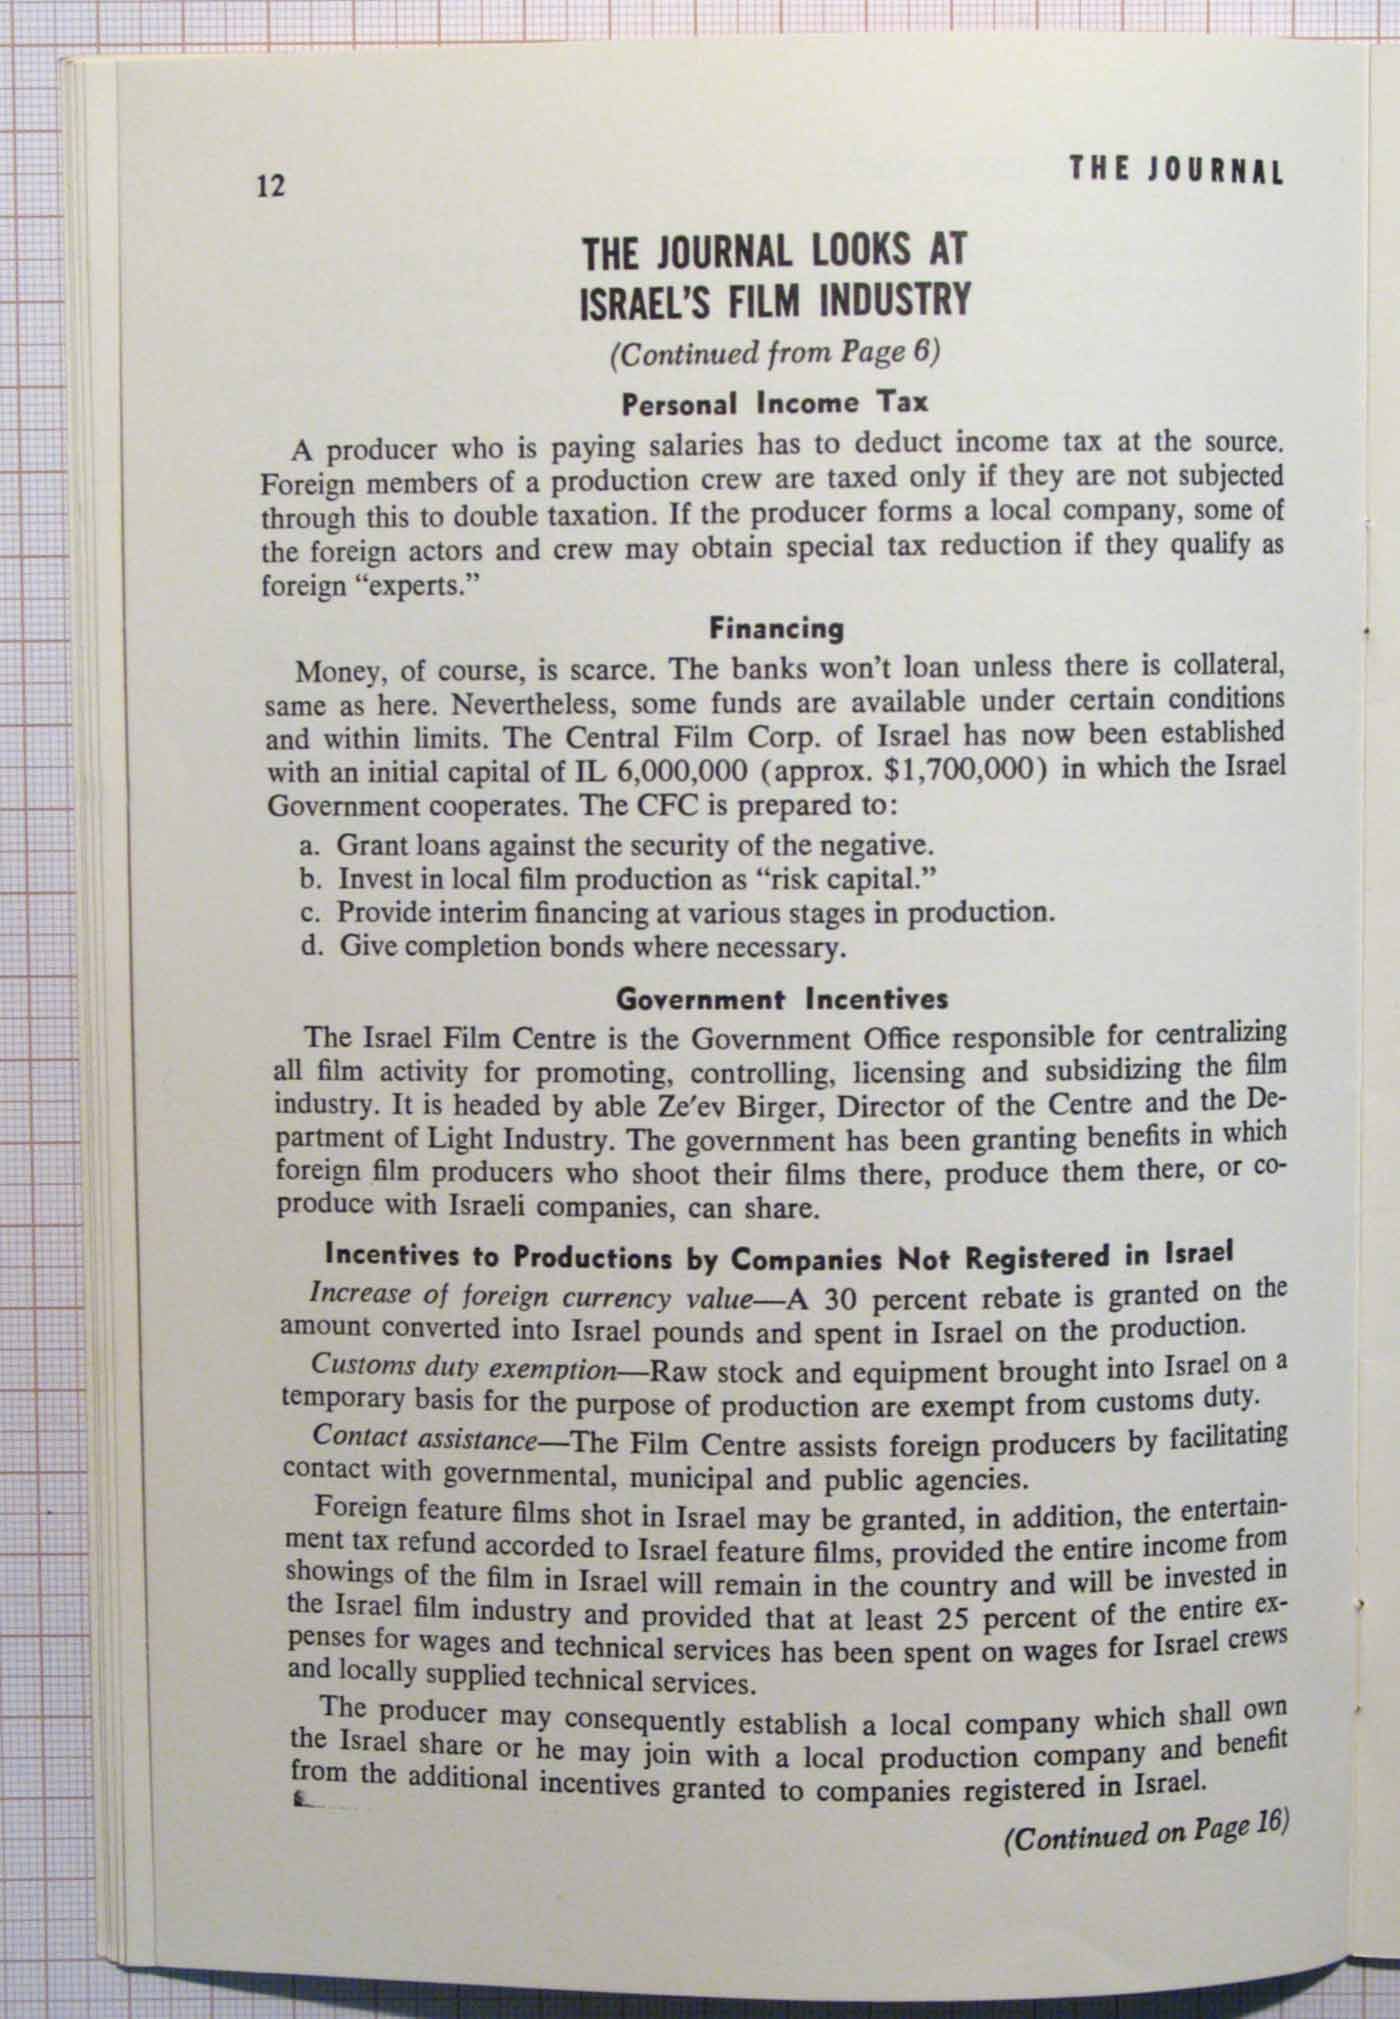 12
THE JOURNAL
THE JOURNAL LOOKS AT
ISRAEL'S FILM INDUSTRY
(Continued from Page 6)
Personal Income Tax
A producer who is paying salaries has to deduct income tax at the source.
Foreign members of a production crew are taxed only if they are not subjected
through this to double taxation. If the producer forms a local company, some of
the foreign actors and crew may obtain special tax reduction if they qualify as
foreign “experts.”
Financing
Money, of course, is scarce. The banks won't loan unless there is collateral,
same as here. Nevertheless, some funds are available under certain conditions
and within limits. The Central Film Corp. of Israel has now been established
with an initial capital of IL 6,000,000 (approx. $1,700,000) in which the Israel
Government cooperates. The CFC is prepared to:
a. Grant loans against the security of the negative.
b. Invest in local film production as “risk capital.”
c. Provide interim financing at various stages in production.
d. Give completion bonds where necessary.
Government Incentives
The Israel Film Centre is the Government Office responsible for centralizing
all film activity for promoting, controlling, licensing and subsidizing the film
industry. It is headed by able Ze'ev Birger, Director of the Centre and the De-
partment of Light Industry. The government has been granting benefits in which
foreign film producers who shoot their films there, produce them there, or co-
produce with Israeli companies, can share.
Incentives to Productions by Companies Not Registered in Israel
Increase of foreign currency value—A 30 percent rebate is granted on the
amount converted into Israel pounds and spent in Israel on the production.
Customs duty exemption—Raw stock and equipment brought into Israel on a
temporary basis for the purpose of production are exempt from customs duty.
Contact assistance—The Film Centre assists foreign producers by facilitating
contact with governmental, municipal and public agencies.
Foreign feature films shot in Israel may be granted, in addition, the entertain-
ment tax refund accorded to Israel feature films, provided the entire income from
showings of the film in Israel will remain in the country and will be invested in
the Israel film industry and provided that at least 25 percent of the entire ex-
penses for wages and technical services has been spent on wages for Israel crews
and locally supplied technical services.
The producer may consequently establish a local company which shall own
the Israel share or he may join with a local production company and benefit
from the additional incentives granted to companies registered in Israel.
(Continued on Page 16)